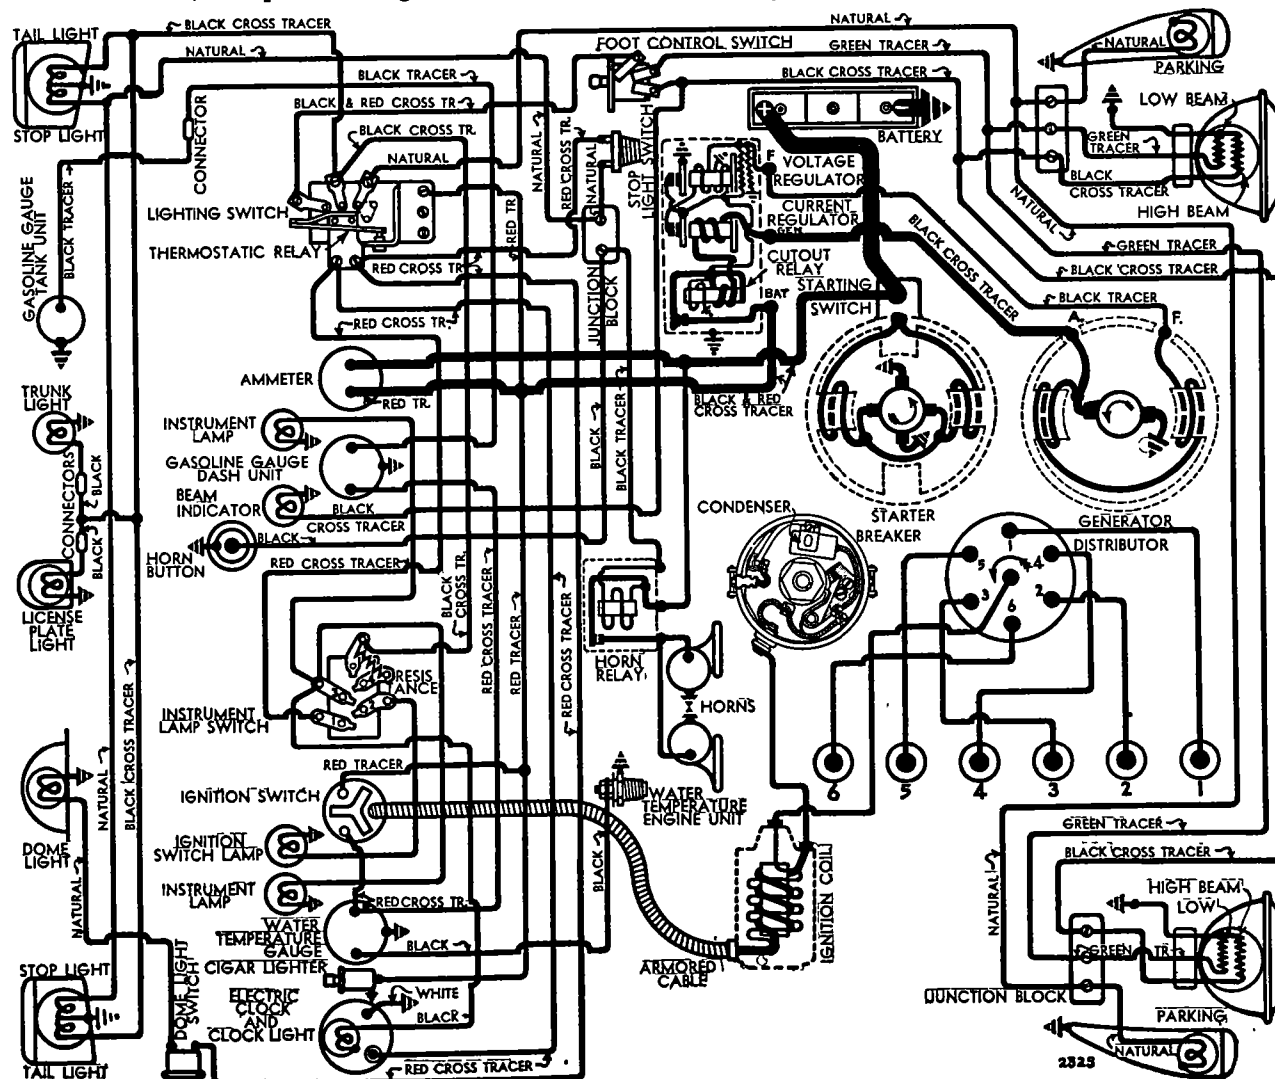 BLACK CROSS TRACER
TAIL LIGHT
NATURAL
STOP LIGHT
BLACK TRACER
BLACK & RED CROSS TR.
CONNECTOR
BLACK CROSS TR.
NATURAL
FOOT CONTROL SWITCH
NATURAL
GREEN TRACER
BLACK CROSS TRACER
NATURAL
PARKING
LOW BEAM
GREEN
TRACER
BLACK
CROSS TRACER
HIGH BEAM
BATTERY
NATURAL
RED CROSS TR.
NATURAL
STOP
LIGHT SWITCH
F
VOLTAGE
REGULATOR
CURRENT
REGULATOR
GEN
CUTOUT
RELAY
BAT
STARTING
SWITCH
GASOLINE GAUGE
TANK UNIT
BLACK TRACER
LIGHTING SWITCH
THERMOSTATIC RELAY
RED CROSS TR.
RED TR.
RED CROSS TR.
JUNCTION
BLOCK
NATURAL
GREEN TRACER
BLACK CROSS TRACER
BLACK CROSS TRACER
BLACK TRACER
A.
F.
AMMETER
RED TR.
BLACK & RED
CROSS TRACER
TRUNK
LIGHT
INSTRUMENT
LAMP
GASOLINE GAUGE
DASH UNIT
BEAM
INDICATOR
BLACK
CROSS TRACER
CONNECTORS
BLACK
BLACK
BLACK
BLACK TRACER
HORN
BUTTON
BLACK
RED CROSS TRACER
LICENSE
PLATE
LIGHT
CONDENSER
BREAKER
STARTER
GENERATOR
DISTRIBUTOR
5
4
3
2
6
BLACK
CROSS TR.
RED CROSS TRACER
RED TRACER
RED CROSS TRACER
HORN
RELAY
HORNS
RESIS
TANCE
INSTRUMENT
LAMP SWITCH
BLACK CROSS TRACER
NATURAL
RED TRACER
IGNITION SWITCH
WATER
TEMPERATURE
ENGINE UNIT
6
5
4
3
2
1
DOME
LIGHT
NATURAL
IGNITION
SWITCH LAMP
INSTRUMENT
LAMP
RED CROSS TR.
BLACK
WATER
TEMPERATURE
GAUGE
BLACK
CIGAR LIGHTER
ARMORED
CABLE
IGNITION COIL
GREEN TRACER
BLACK CROSS TRACER
NATURAL
HIGH BEAM
LOW
GREEN TR.
JUNCTION BLOCK
PARKING
NATURAL
2325
STOP LIGHT
TAIL LIGHT
DOME LIGHT
SWITCH
ELECTRIC
CLOCK
AND
CLOCK LIGHT
WHITE
BLACK
RED CROSS TRACER